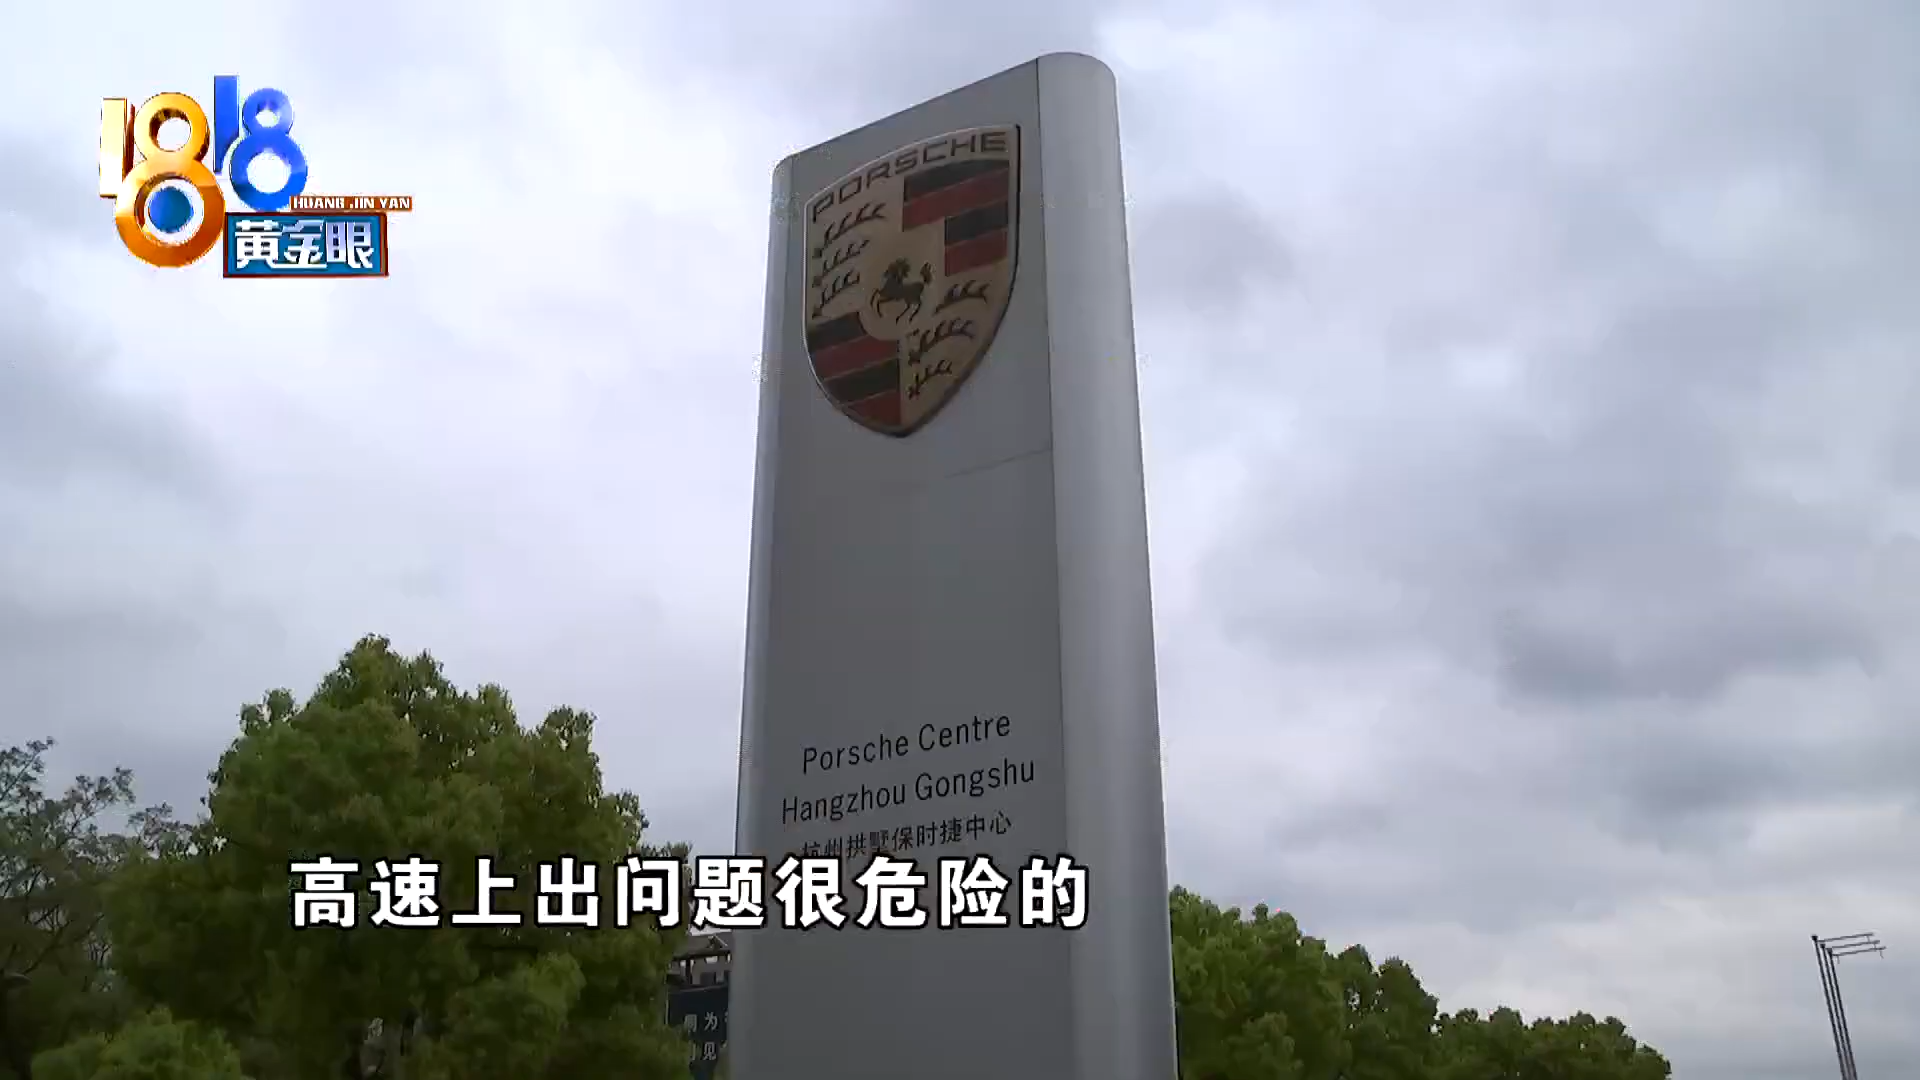 1818
HUANG JIN YAN
黄金眼
PORSCHE
Porsche Centre
Hangzhou Gongshu
杭州拱墅保时捷中心
高速上出问题很危险的